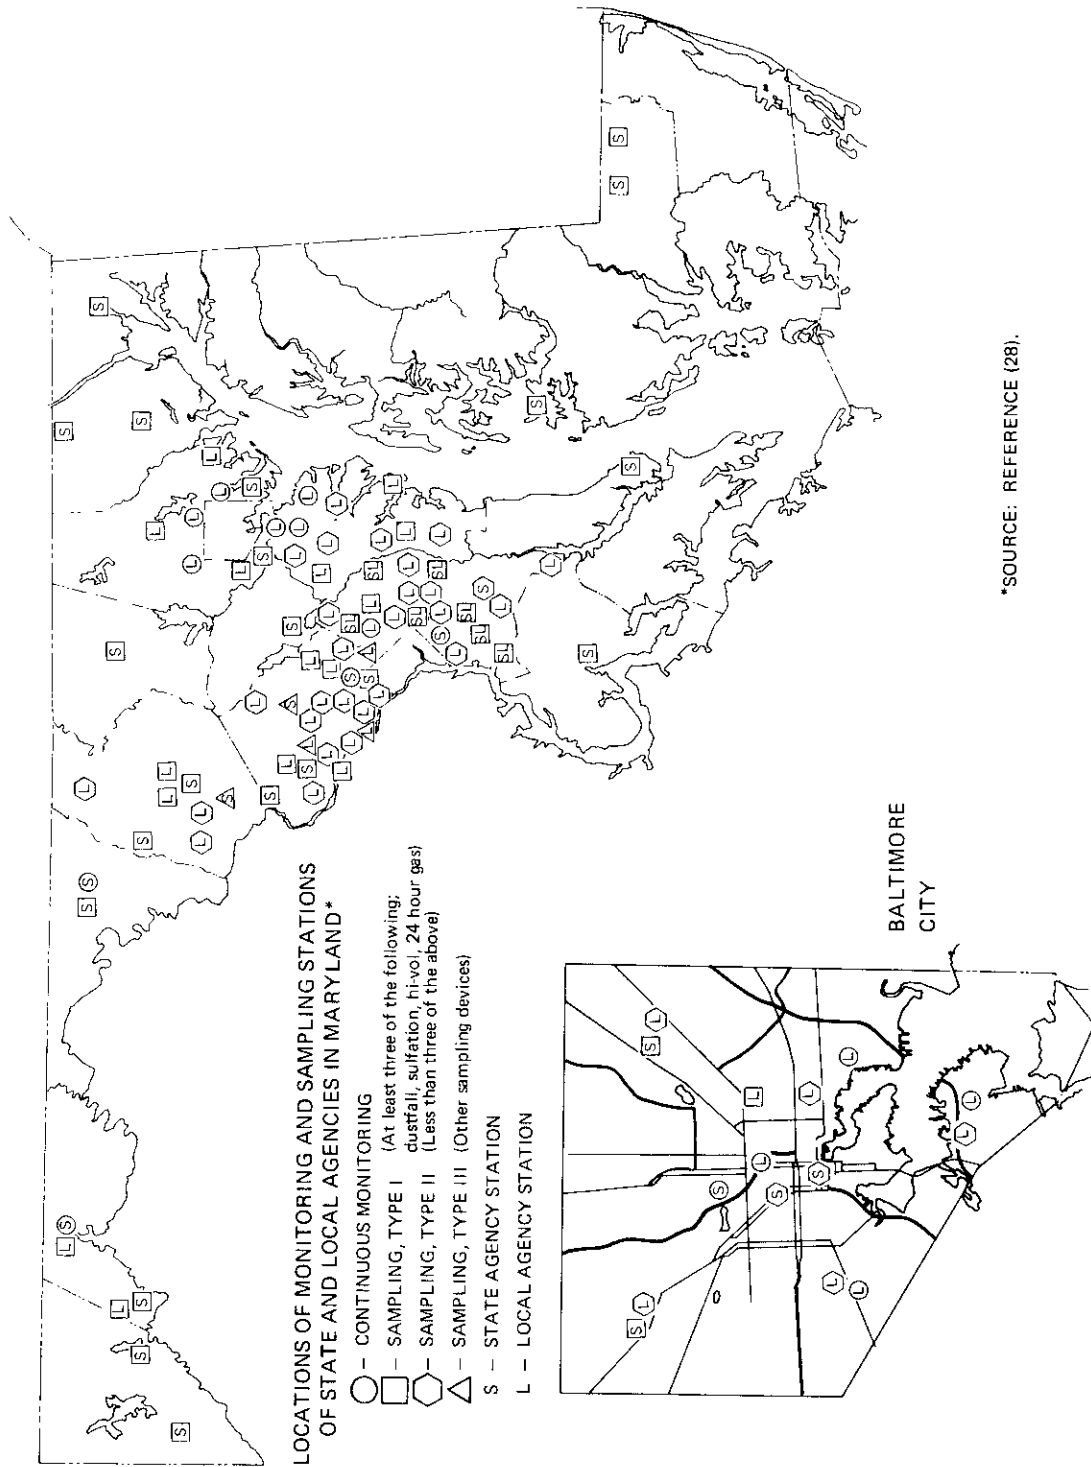 LOCATIONS OF MONITORING AND SAMPLING STATIONS
OF STATE AND LOCAL AGENCIES IN MARYLAND*
– CONTINUOUS MONITORING
– SAMPLING, TYPE I (At least three of the following;
dustfall, sulfation, hi-vol, 24 hour gas)
– SAMPLING, TYPE II (Less than three of the above)
– SAMPLING, TYPE III (Other sampling devices)
S – STATE AGENCY STATION
L – LOCAL AGENCY STATION
BALTIMORE
CITY
*SOURCE: REFERENCE (28).